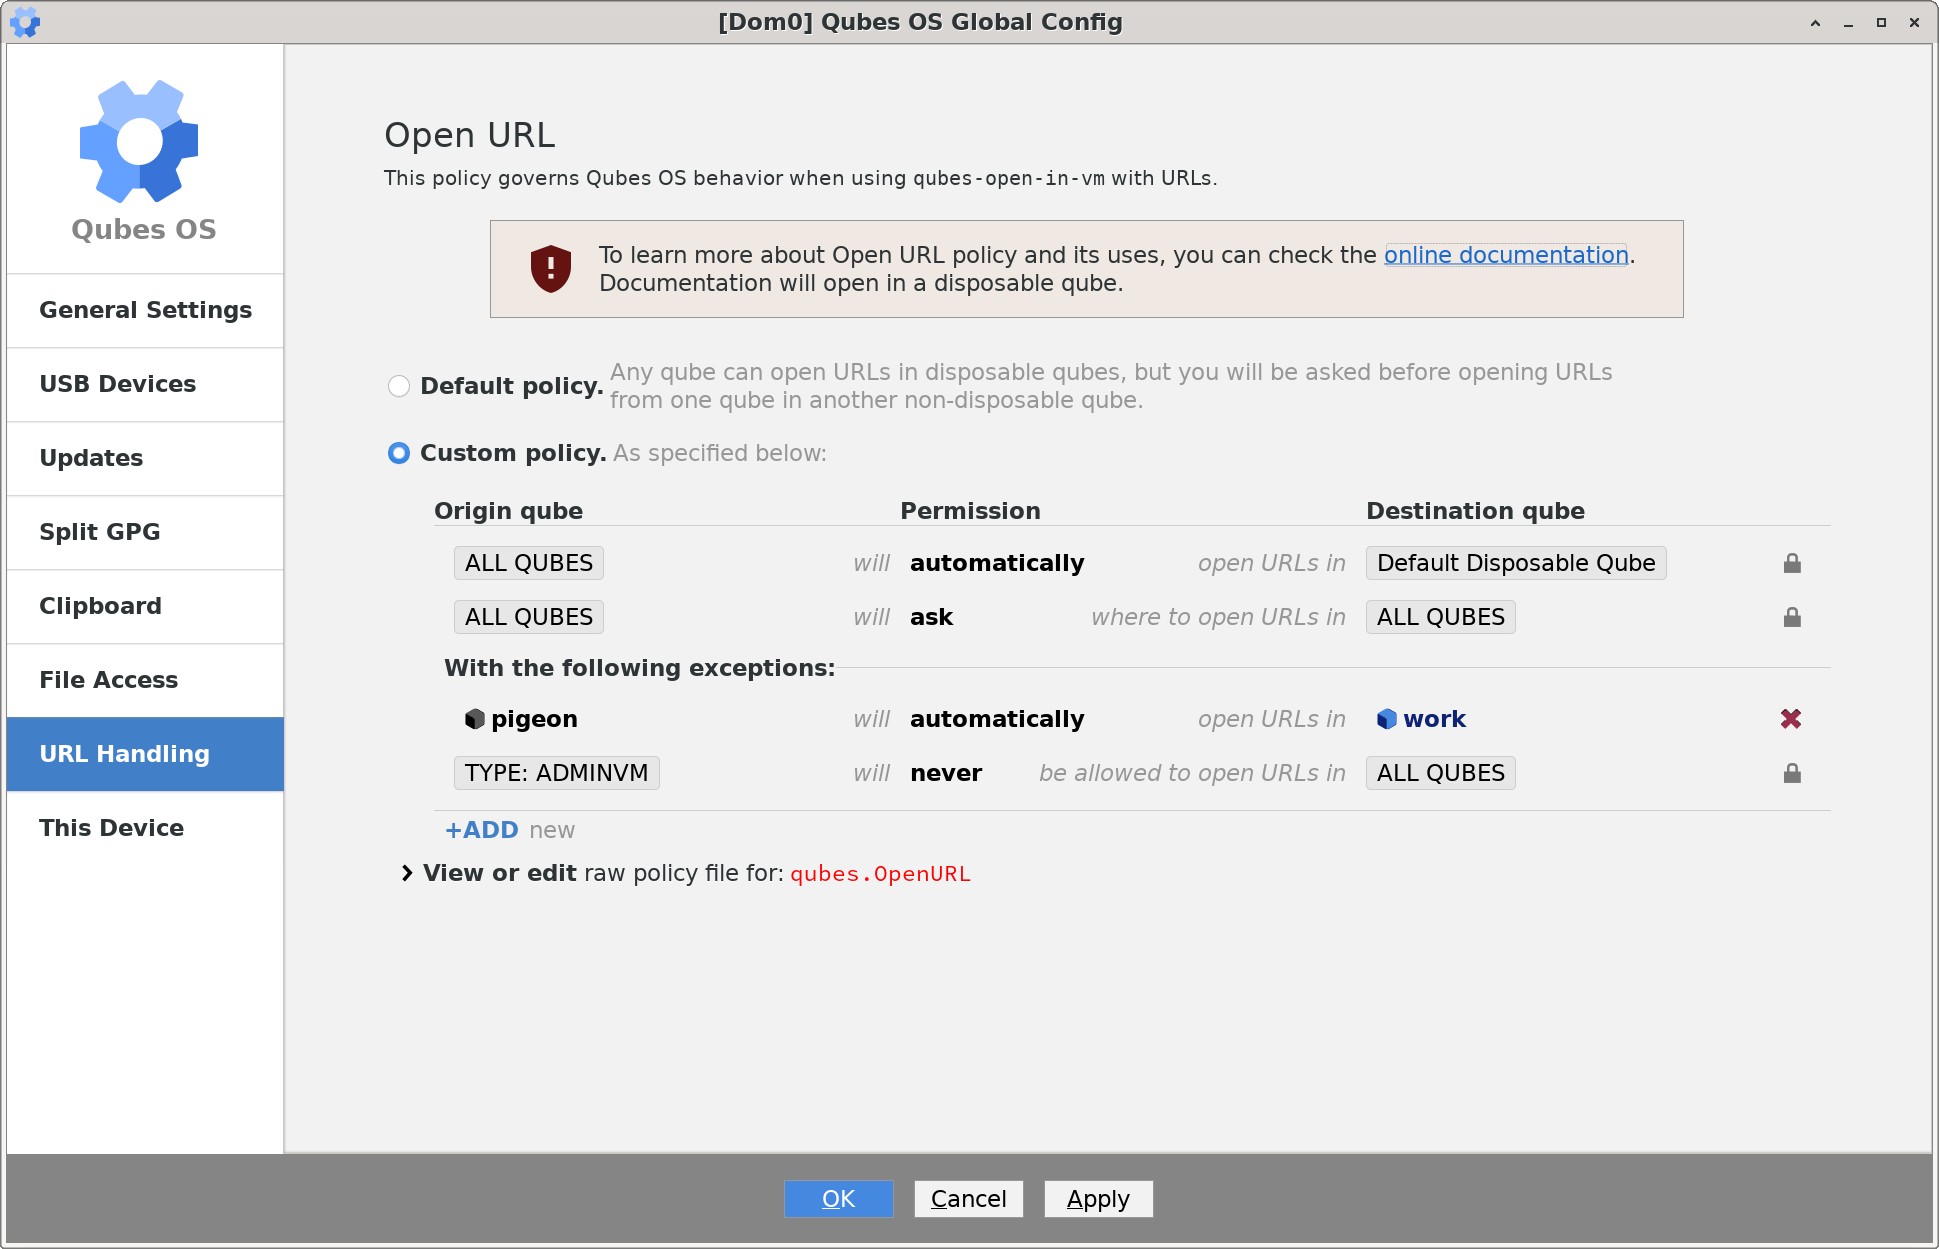 [Dom0] Qubes OS Global Config
Qubes OS
General Settings
USB Devices
Updates
Split GPG
Clipboard
File Access
URL Handling
This Device
Open URL
This policy governs Qubes OS behavior when using qubes-open-in-vm with URLs.
To learn more about Open URL policy and its uses, you can check the online documentation.
Documentation will open in a disposable qube.
Default policy. Any qube can open URLs in disposable qubes, but you will be asked before opening URLs
from one qube in another non-disposable qube.
Custom policy. As specified below:
Origin qube Permission Destination qube
ALL QUBES will automatically open URLs in Default Disposable Qube
ALL QUBES will ask where to open URLs in ALL QUBES
With the following exceptions:
pigeon will automatically open URLs in work
TYPE: ADMINVM will never be allowed to open URLs in ALL QUBES
+ADD new
View or edit raw policy file for: qubes.OpenURL
OK Cancel Apply